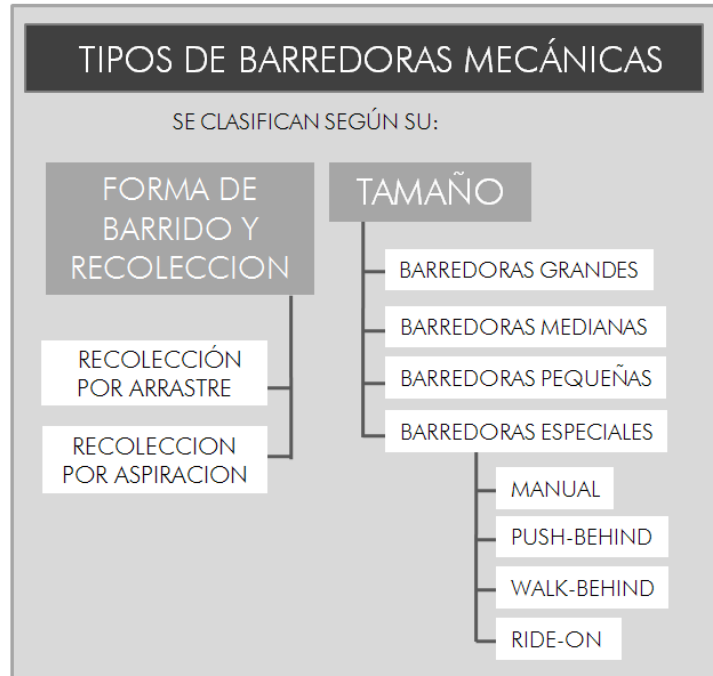 TIPOS DE BARREDORAS MECÁNICAS
SE CLASIFICAN SEGÚN SU:
FORMA DE
BARRIDO Y
RECOLECCION
RECOLECCIÓN
POR ARRASTRE
RECOLECCION
POR ASPIRACION
TAMAÑO
BARREDORAS GRANDES
BARREDORAS MEDIANAS
BARREDORAS PEQUEÑAS
BARREDORAS ESPECIALES
MANUAL
PUSH-BEHIND
WALK-BEHIND
RIDE-ON